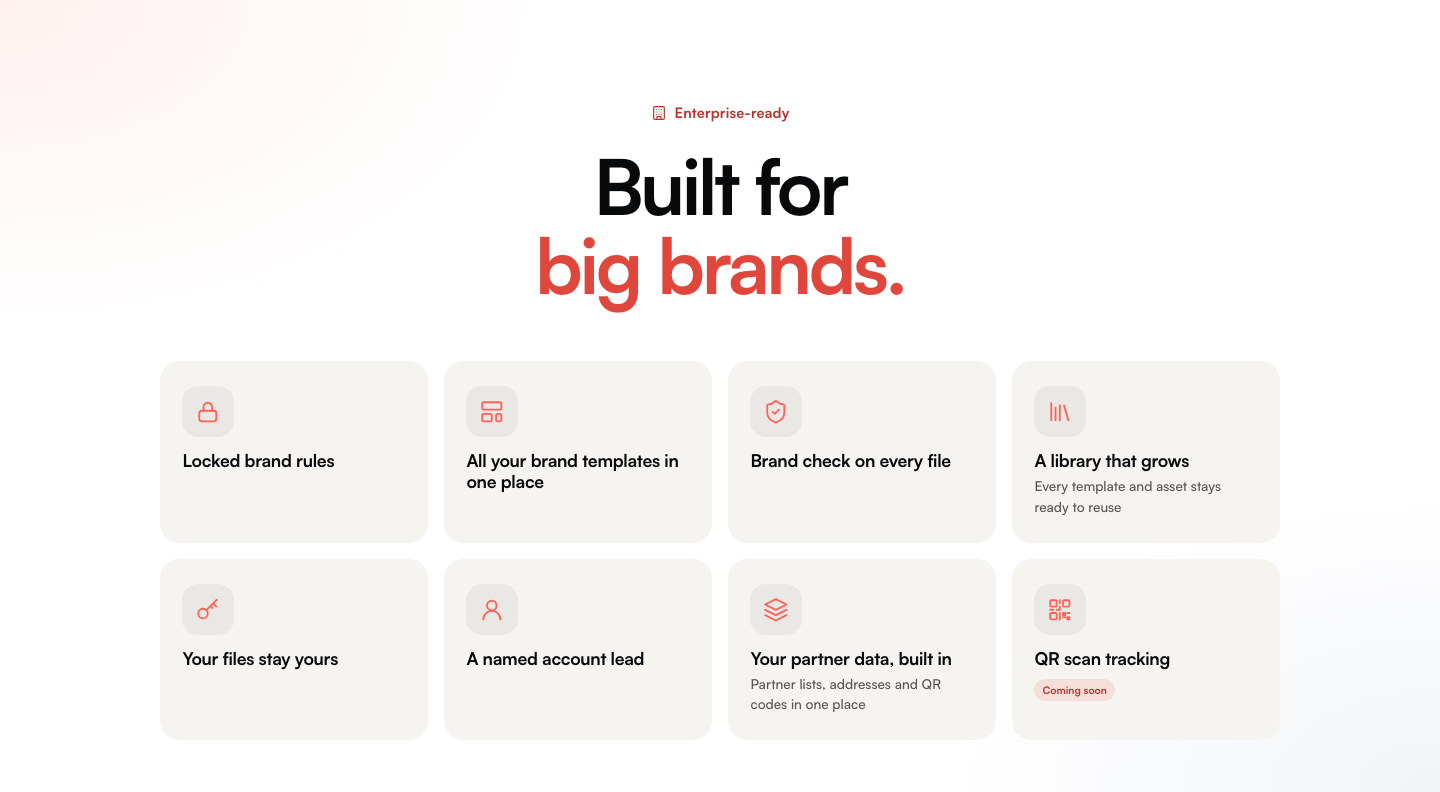 Enterprise-ready
Built for
big brands.
Locked brand rules
All your brand templates in
one place
Brand check on every file
A library that grows
Every template and asset stays
ready to reuse
Your files stay yours
A named account lead
Your partner data, built in
Partner lists, addresses and QR
codes in one place
QR scan tracking
Coming soon